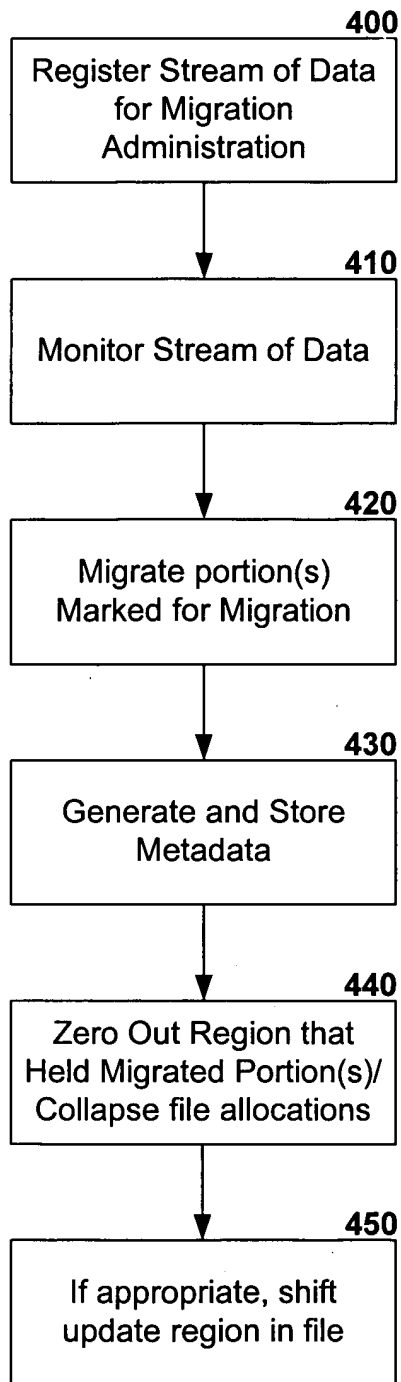 400
Register Stream of Data
for Migration
Administration
410
Monitor Stream of Data
420
Migrate portion(s)
Marked for Migration
430
Generate and Store
Metadata
440
Zero Out Region that
Held Migrated Portion(s)/
Collapse file allocations
450
If appropriate, shift
update region in file